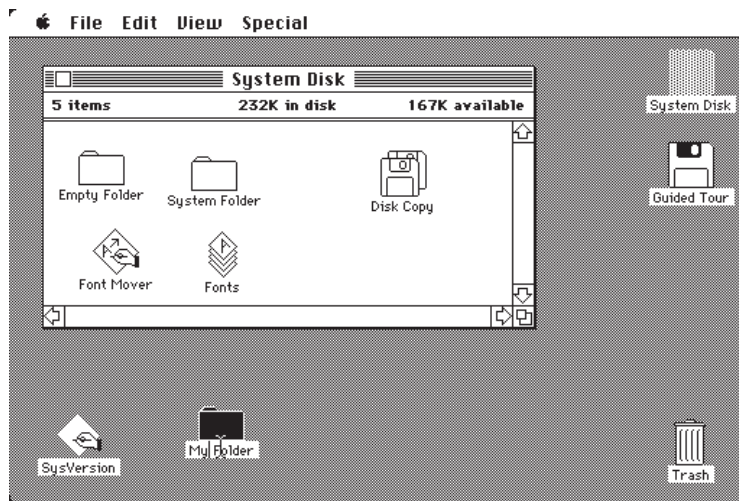 File Edit View Special
System Disk
5 items 232K in disk 167K available
Empty Folder System Folder Disk Copy
Font Mover Fonts
System Disk
Guided Tour
SysVersion My Folder Trash